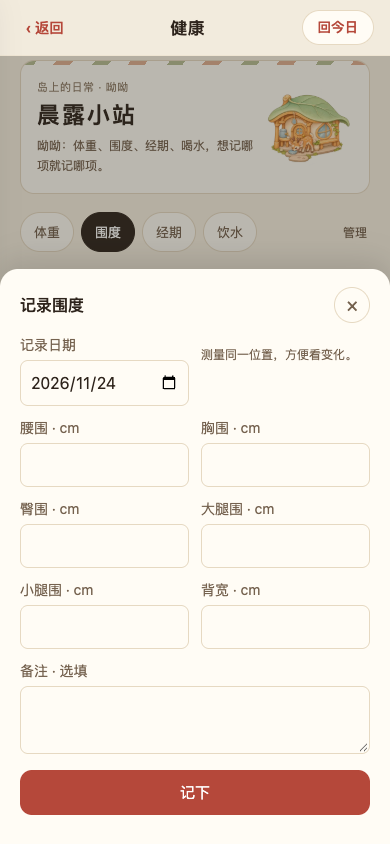 ‹ 返回
健康
回今日
岛上的日常 · 呦呦
晨露小站
呦呦：体重、围度、经期、喝水，想记哪
项就记哪项。
体重
围度
经期
饮水
管理
记录围度
×
记录日期
测量同一位置，方便看变化。
2026/11/24
腰围 · cm
胸围 · cm
臀围 · cm
大腿围 · cm
小腿围 · cm
背宽 · cm
备注 · 选填
记下